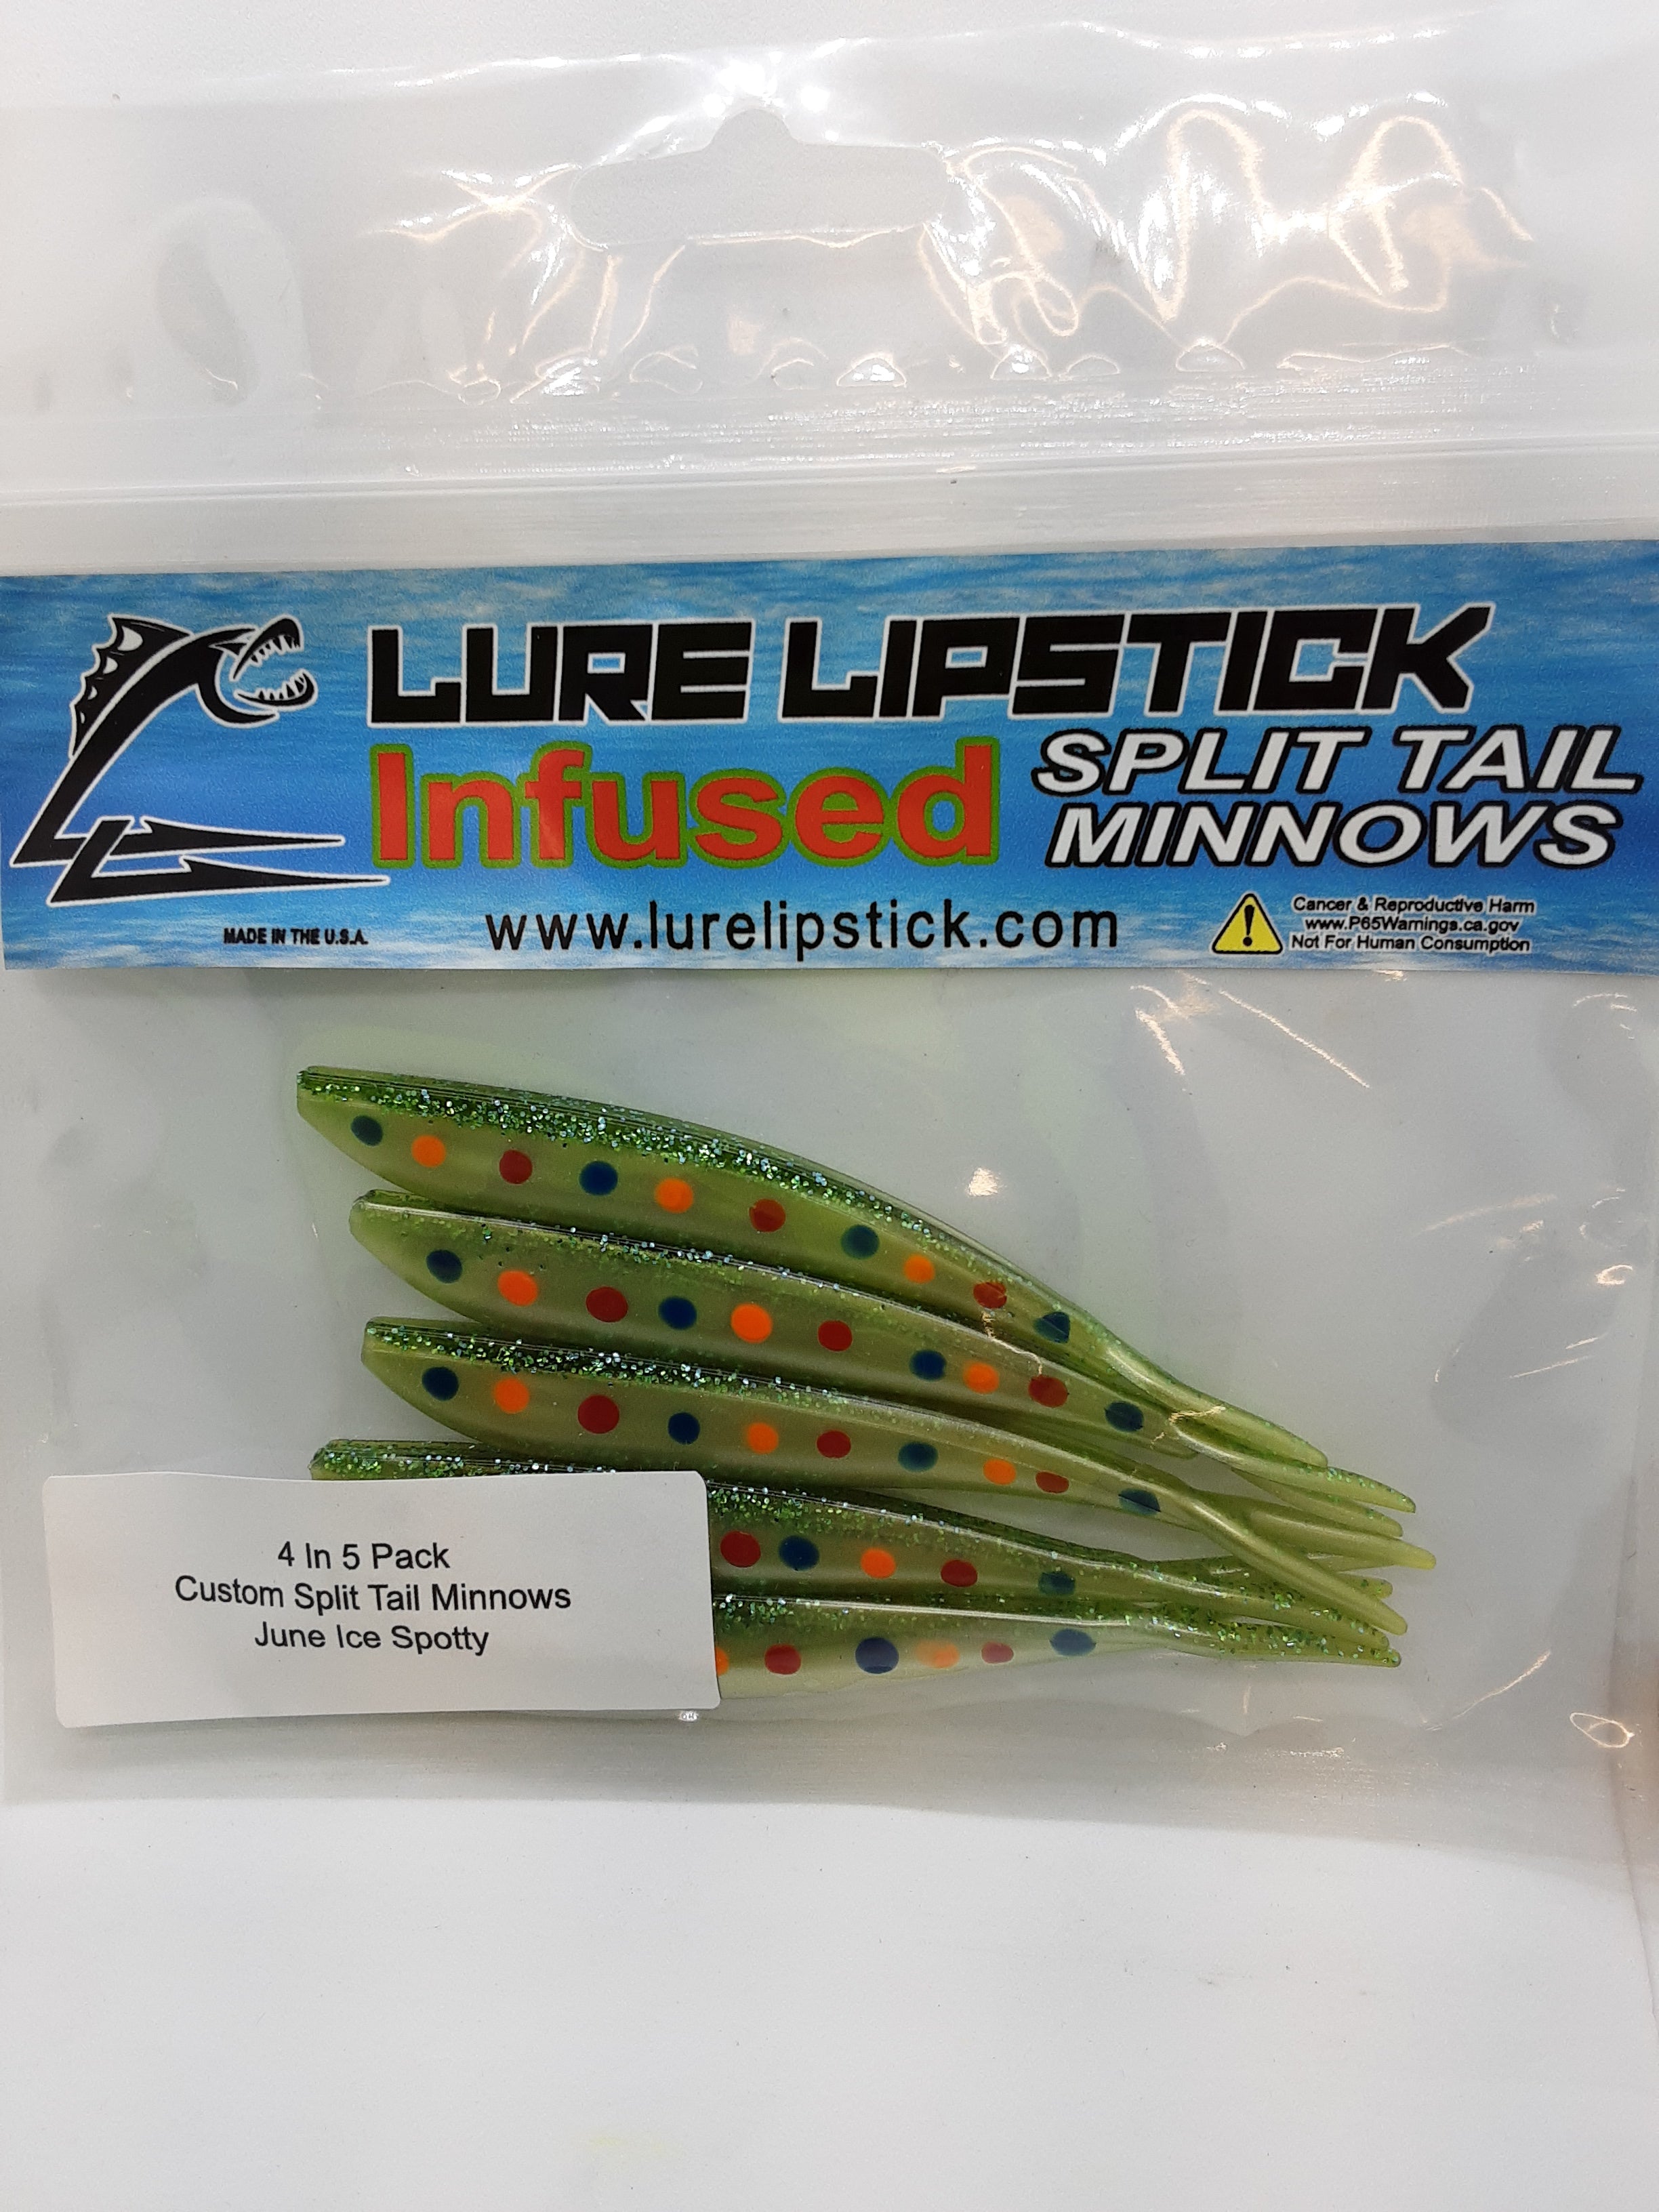 LURE LIPSTICK
Infused
SPLIT TAIL
MINNOWS
MADE IN THE U.S.A.
www.lurelipstick.com
Cancer & Reproductive Harm
www.P65Warnings.ca.gov
Not For Human Consumption
4 In 5 Pack
Custom Split Tail Minnows
June Ice Spotty